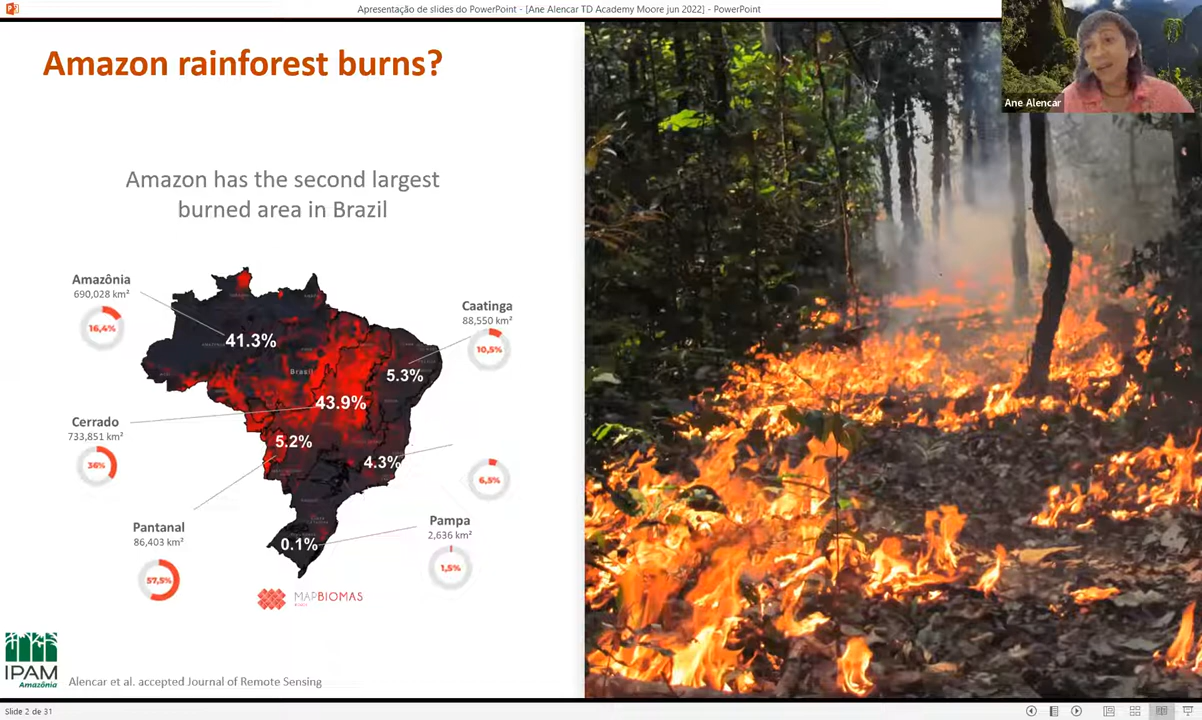 Apresentação de slides do PowerPoint - [Ane Alencar TD Academy Moore jun 2022] - PowerPoint
Ane Alencar
Amazon rainforest burns?
Amazon has the second largest
burned area in Brazil
Amazônia
690,028 km²
16,4%
41.3%
Caatinga
88,550 km²
10,5%
5.3%
Brasil
43.9%
Cerrado
733,851 km²
36%
5.2%
4.3%
6,5%
Pantanal
86,403 km²
57,5%
Pampa
2,636 km²
0.1%
1,5%
MAPBIOMAS
IPAM
Amazônia
Alencar et al. accepted Journal of Remote Sensing
Slide 2 de 31